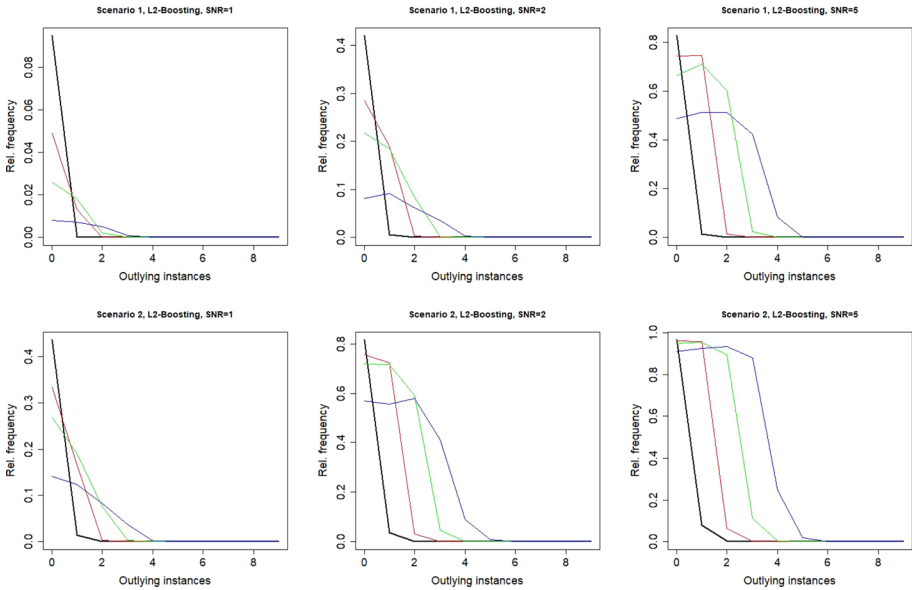 Scenario 1, L2-Boosting, SNR=1
Rel. frequency
0.00 0.02 0.04 0.06 0.08
0 2 4 6 8
Outlying instances
Scenario 1, L2-Boosting, SNR=2
Rel. frequency
0.0 0.1 0.2 0.3 0.4
0 2 4 6 8
Outlying instances
Scenario 1, L2-Boosting, SNR=5
Rel. frequency
0.0 0.2 0.4 0.6 0.8
0 2 4 6 8
Outlying instances
Scenario 2, L2-Boosting, SNR=1
Rel. frequency
0.0 0.1 0.2 0.3 0.4
0 2 4 6 8
Outlying instances
Scenario 2, L2-Boosting, SNR=2
Rel. frequency
0.0 0.2 0.4 0.6 0.8
0 2 4 6 8
Outlying instances
Scenario 2, L2-Boosting, SNR=5
Rel. frequency
0.0 0.2 0.4 0.6 0.8 1.0
0 2 4 6 8
Outlying instances